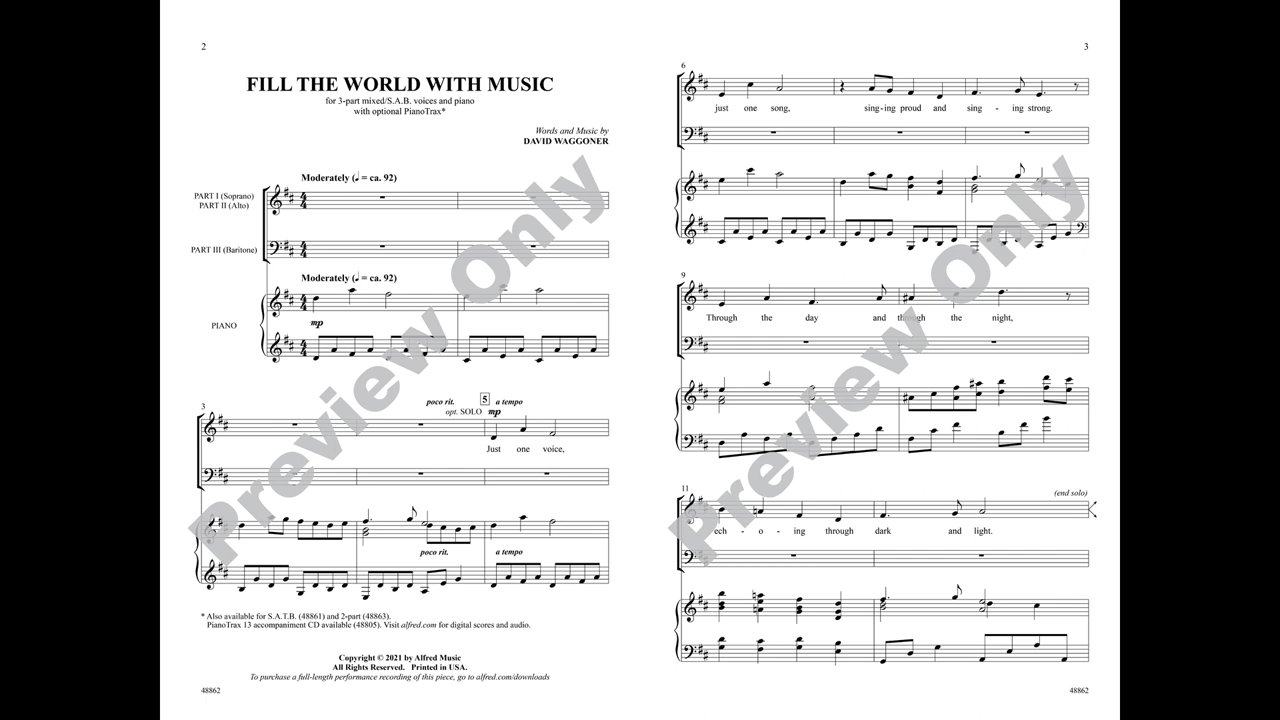 2
FILL THE WORLD WITH MUSIC
for 3-part mixed/S.A.B. voices and piano
with optional PianoTrax*
Words and Music by
DAVID WAGGONER
Moderately (♩ = ca. 92)
PART I (Soprano)
PART II (Alto)
PART III (Baritone)
Moderately (♩ = ca. 92)
PIANO
mp
3
poco rit.
5
a tempo
opt. SOLO
mp
Just one voice,
poco rit.
a tempo
* Also available for S.A.T.B. (48861) and 2-part (48863).
PianoTrax 13 accompaniment CD available (48805). Visit alfred.com for digital scores and audio.
Copyright © 2021 by Alfred Music
All Rights Reserved. Printed in USA.
To purchase a full-length performance recording of this piece, go to alfred.com/downloads
48862
Preview Only
3
6
just one song, sing-ing proud and sing - ing strong.
9
Through the day and through the night,
11
(end solo)
ech - o - ing through dark and light.
48862
Preview Only